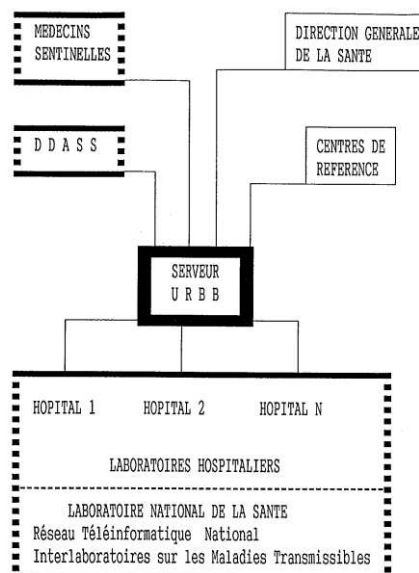 MEDECINS
SENTINELLES
DIRECTION GENERALE
DE LA SANTE
D D A S S
CENTRES DE
REFERENCE
SERVEUR
U R B B
HOPITAL 1 HOPITAL 2 HOPITAL N
LABORATOIRES HOSPITALIERS
LABORATOIRE NATIONAL DE LA SANTE
Réseau Téléinformatique National
Interlaboratoires sur les Maladies Transmissibles